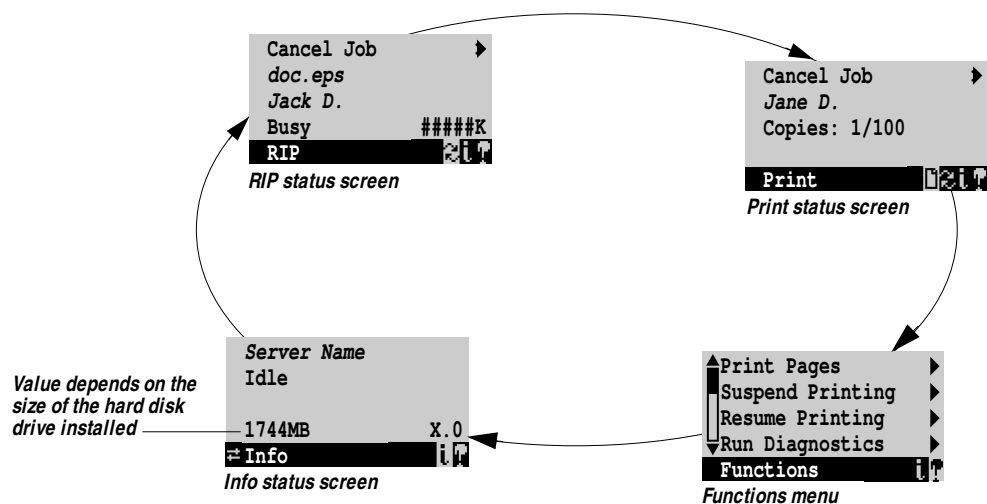 Cancel Job
doc.eps
Jack D.
Busy #####K
RIP
RIP status screen
Cancel Job
Jane D.
Copies: 1/100
Print
Print status screen
Server Name
Idle
1744MB X.0
Info
Info status screen
Value depends on the
size of the hard disk
drive installed
Print Pages
Suspend Printing
Resume Printing
Run Diagnostics
Functions
Functions menu